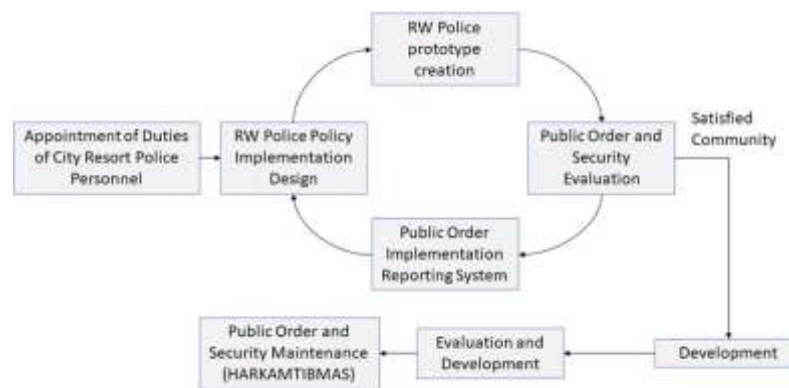 RW Police
prototype
creation
Appointment of Duties
of City Resort Police
Personnel
RW Police Policy
Implementation
Design
Public Order and
Security
Evaluation
Satisfied
Community
Public Order
Implementation
Reporting System
Public Order and
Security Maintenance
(HARKAMTIBMAS)
Evaluation and
Development
Development